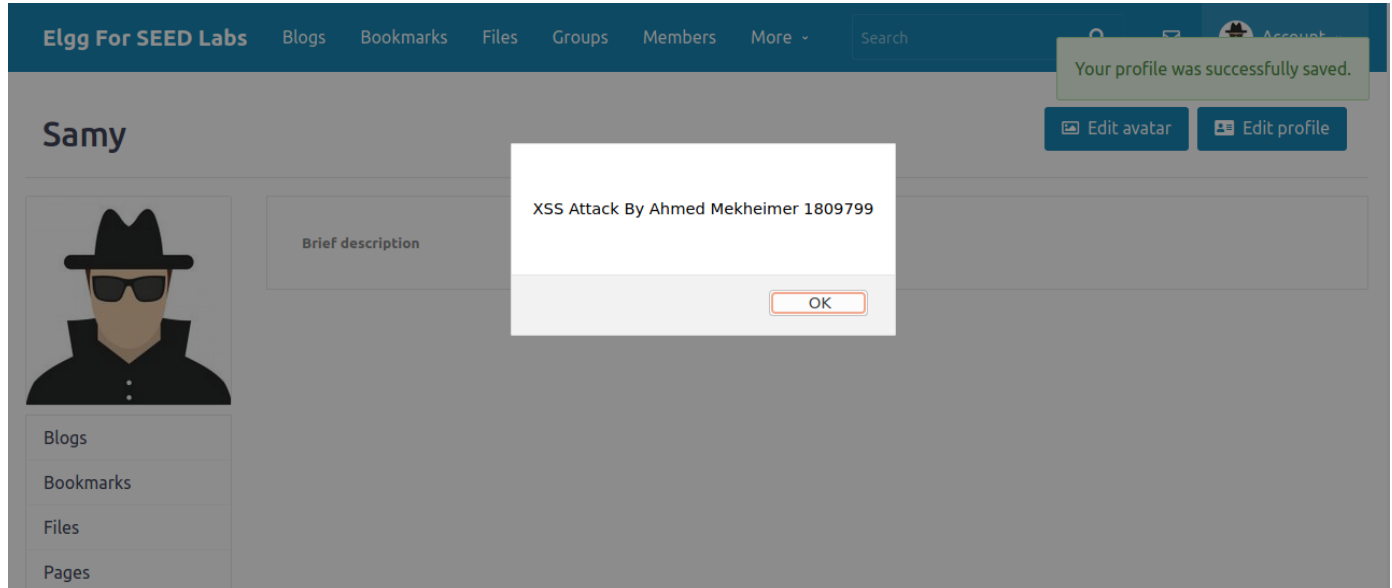 Elgg For SEED Labs Blogs Bookmarks Files Groups Members More Search Account
Your profile was successfully saved.
Samy
Edit avatar Edit profile
XSS Attack By Ahmed Mekheimer 1809799
Brief description
OK
Blogs
Bookmarks
Files
Pages